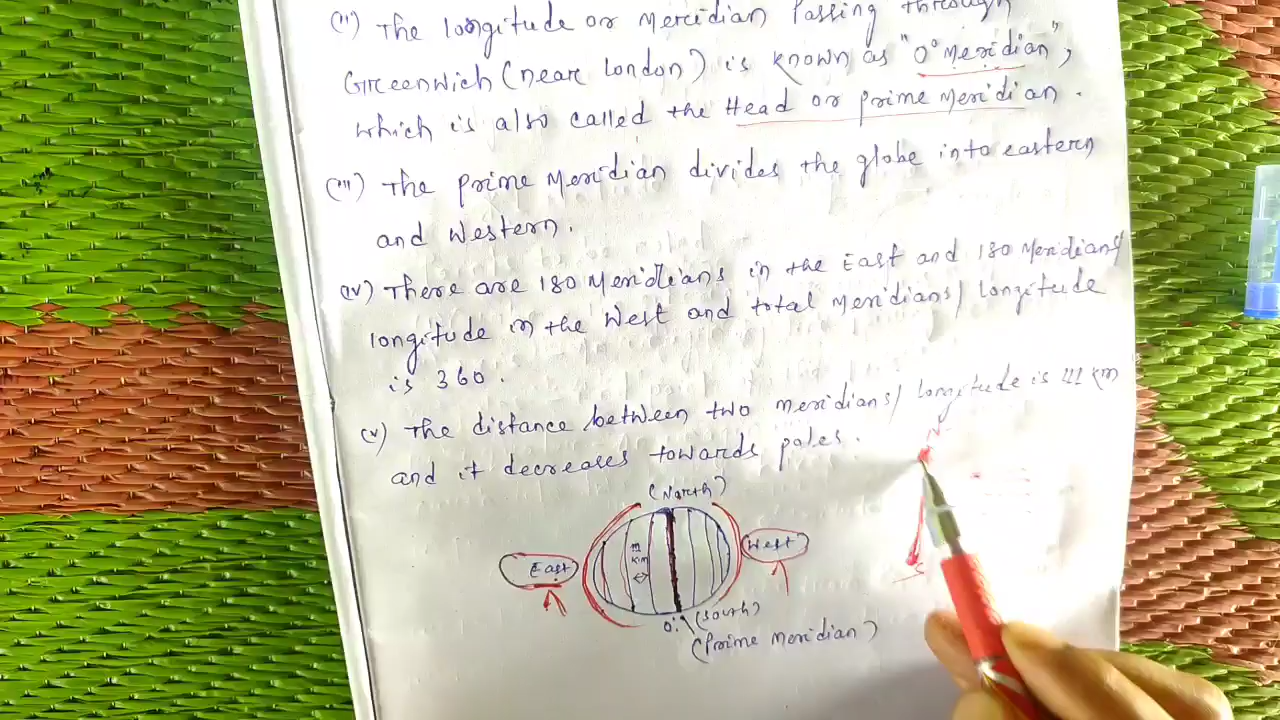 (ii) The longitude or Meridian Passing through
Greenwich (near London) is known as "0° Meridian",
which is also called the Head or prime Meridian.
(iii) The prime Meridian divides the globe into eastern
and Western.
(iv) There are 180 Meridians in the East and 180 Meridians/
longitude in the West and total Meridians/ longitude
is 360.
(v) The distance between two meridians/ longitude is 111 km
and it decreases towards poles.
N
(North)
East
111 km
West
S
0°
(South)
(Prime Meridian)